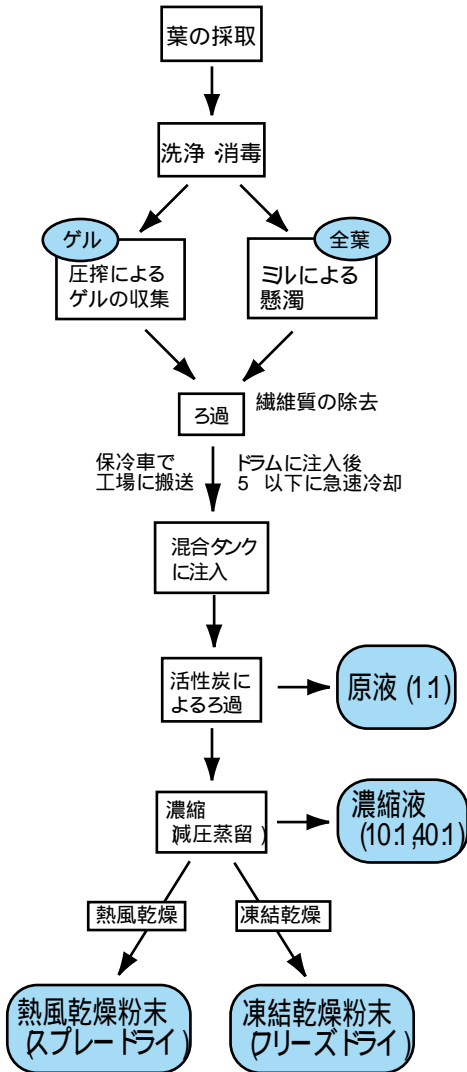 葉の採取
洗浄・消毒
ゲル
圧搾による
ゲルの収集
全葉
ミルによる
懸濁
ろ過
繊維質の除去
保冷車で
工場に搬送
ドラムに注入後
5 以下に急速冷却
混合タンク
に注入
活性炭に
よるろ過
原液 (1:1)
濃縮
(減圧蒸留)
濃縮液
(10:1,40:1)
熱風乾燥
凍結乾燥
熱風乾燥粉末
(スプレードライ)
凍結乾燥粉末
(フリーズドライ)